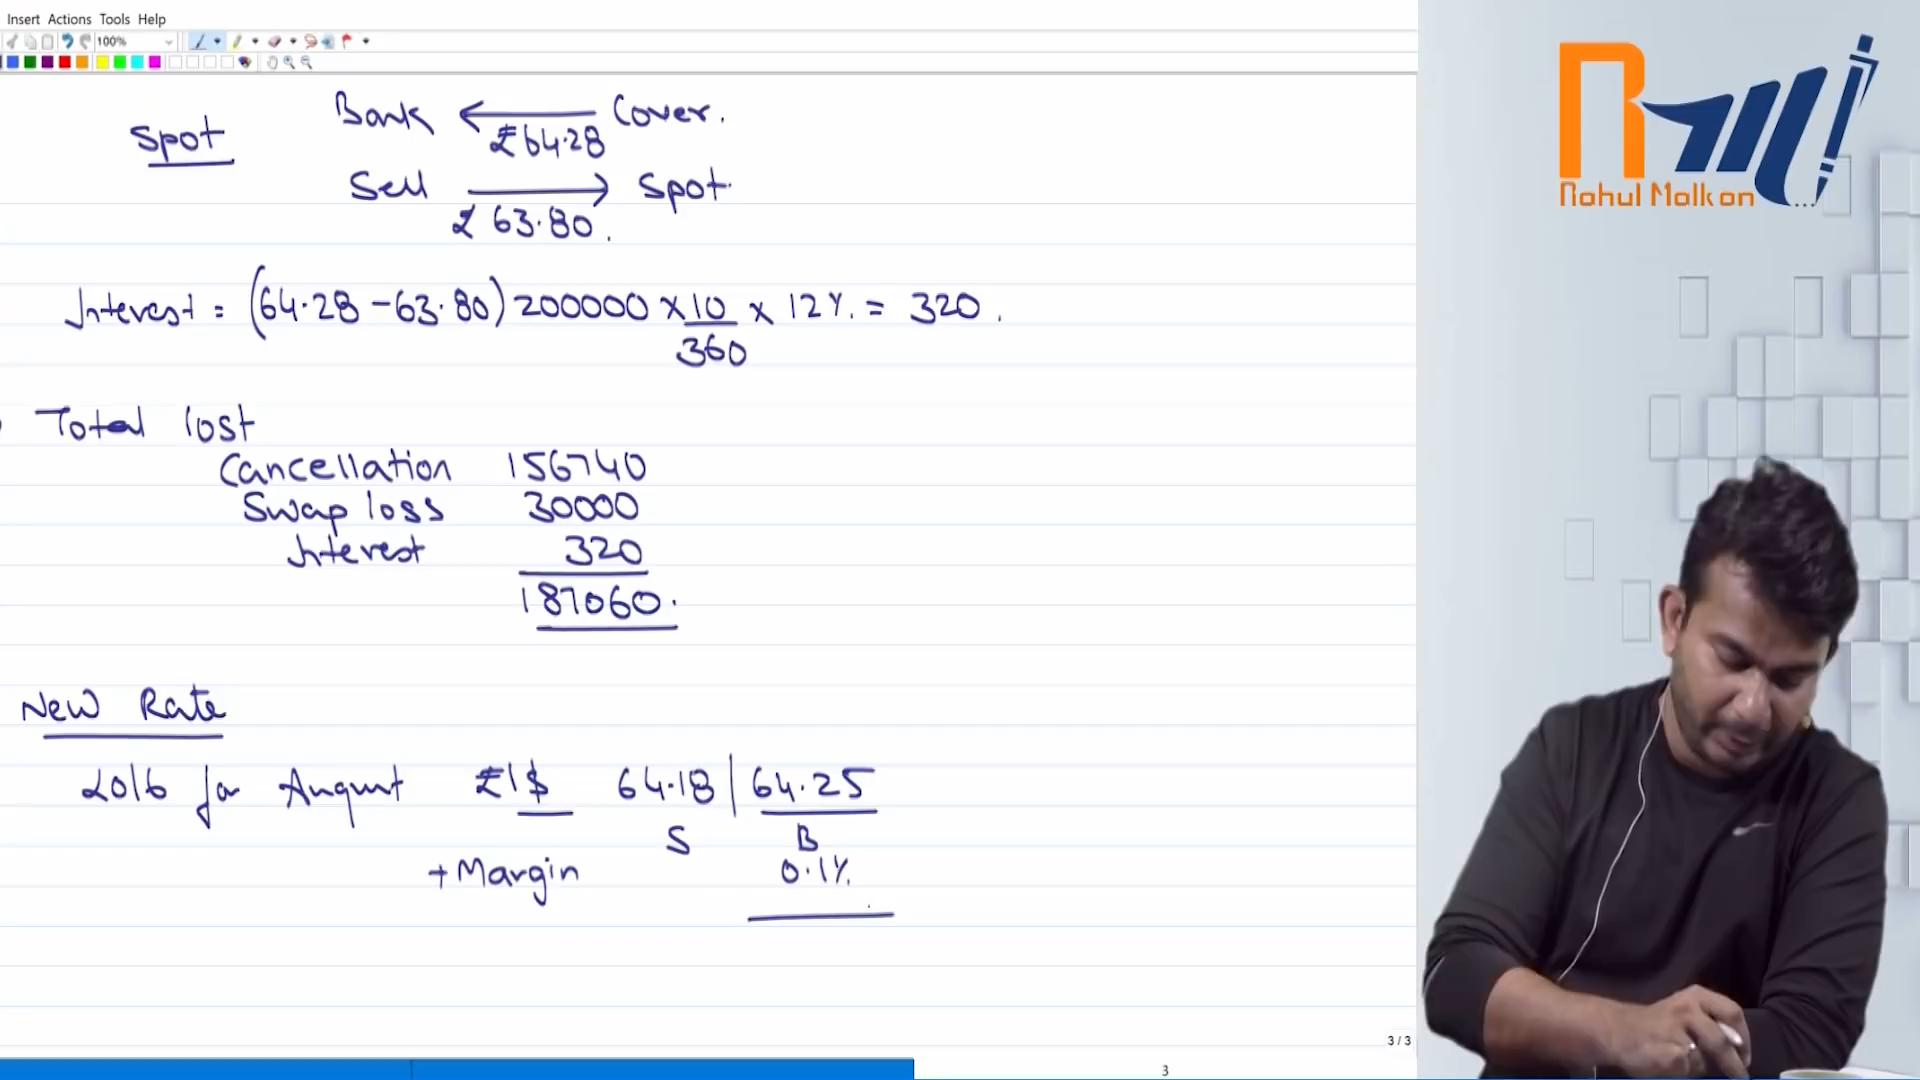 Insert Actions Tools Help
100%
Spot
Bank ← Cover.
₹64.28
Sell → Spot.
₹ 63.80.
Interest = (64.28 - 63.80) 200000 × 10/360 × 12% = 320.
Total lost
Cancellation 156740
Swap loss 30000
Interest 320
187060.
New Rate
2016 for August ₹1$ 64.18 | 64.25
S B
+ Margin 0.1%
3 / 3
3
Rahul Malkan